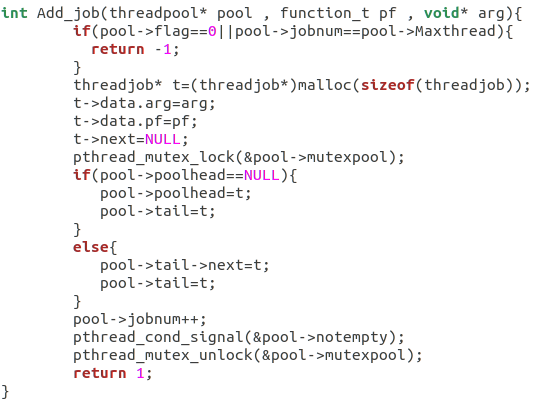 int Add_job(threadpool* pool , function_t pf , void* arg){
        if(pool->flag==0||pool->jobnum==pool->Maxthread){
          return -1;
        }
        threadjob* t=(threadjob*)malloc(sizeof(threadjob));
        t->data.arg=arg;
        t->data.pf=pf;
        t->next=NULL;
        pthread_mutex_lock(&pool->mutexpool);
        if(pool->poolhead==NULL){
           pool->poolhead=t;
           pool->tail=t;
        }
        else{
           pool->tail->next=t;
           pool->tail=t;
        }
        pool->jobnum++;
        pthread_cond_signal(&pool->notempty);
        pthread_mutex_unlock(&pool->mutexpool);
        return 1;
}